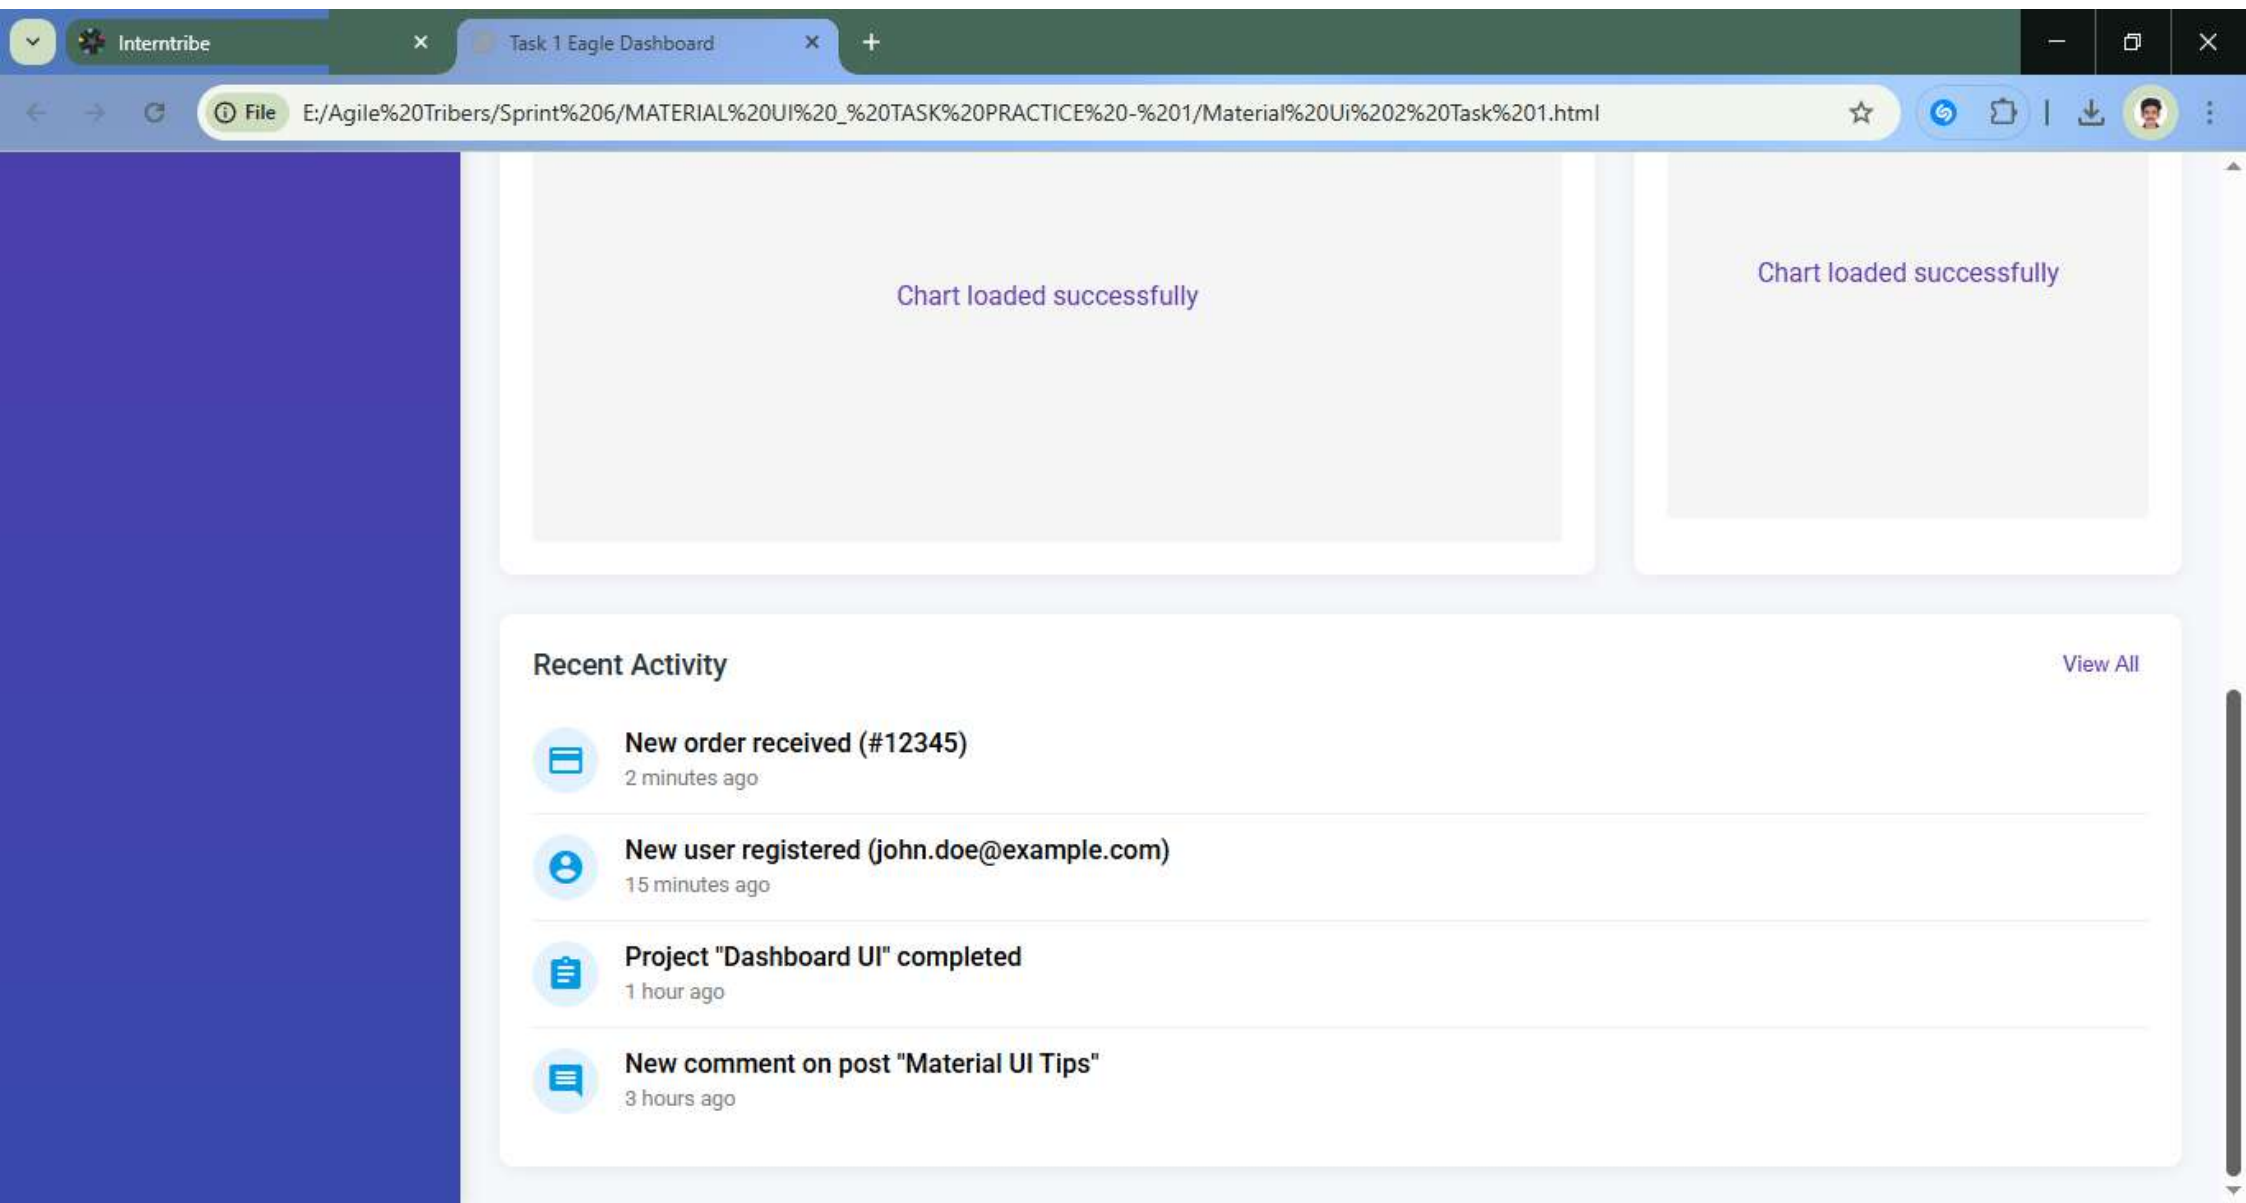 Interntribe
Task 1 Eagle Dashboard
File
E:/Agile%20Tribers/Sprint%206/MATERIAL%20UI%20_%20TASK%20PRACTICE%20-%201/Material%20Ui%202%20Task%201.html
Chart loaded successfully
Chart loaded successfully
Recent Activity
View All
New order received (#12345)
2 minutes ago
New user registered (john.doe@example.com)
15 minutes ago
Project "Dashboard UI" completed
1 hour ago
New comment on post "Material UI Tips"
3 hours ago